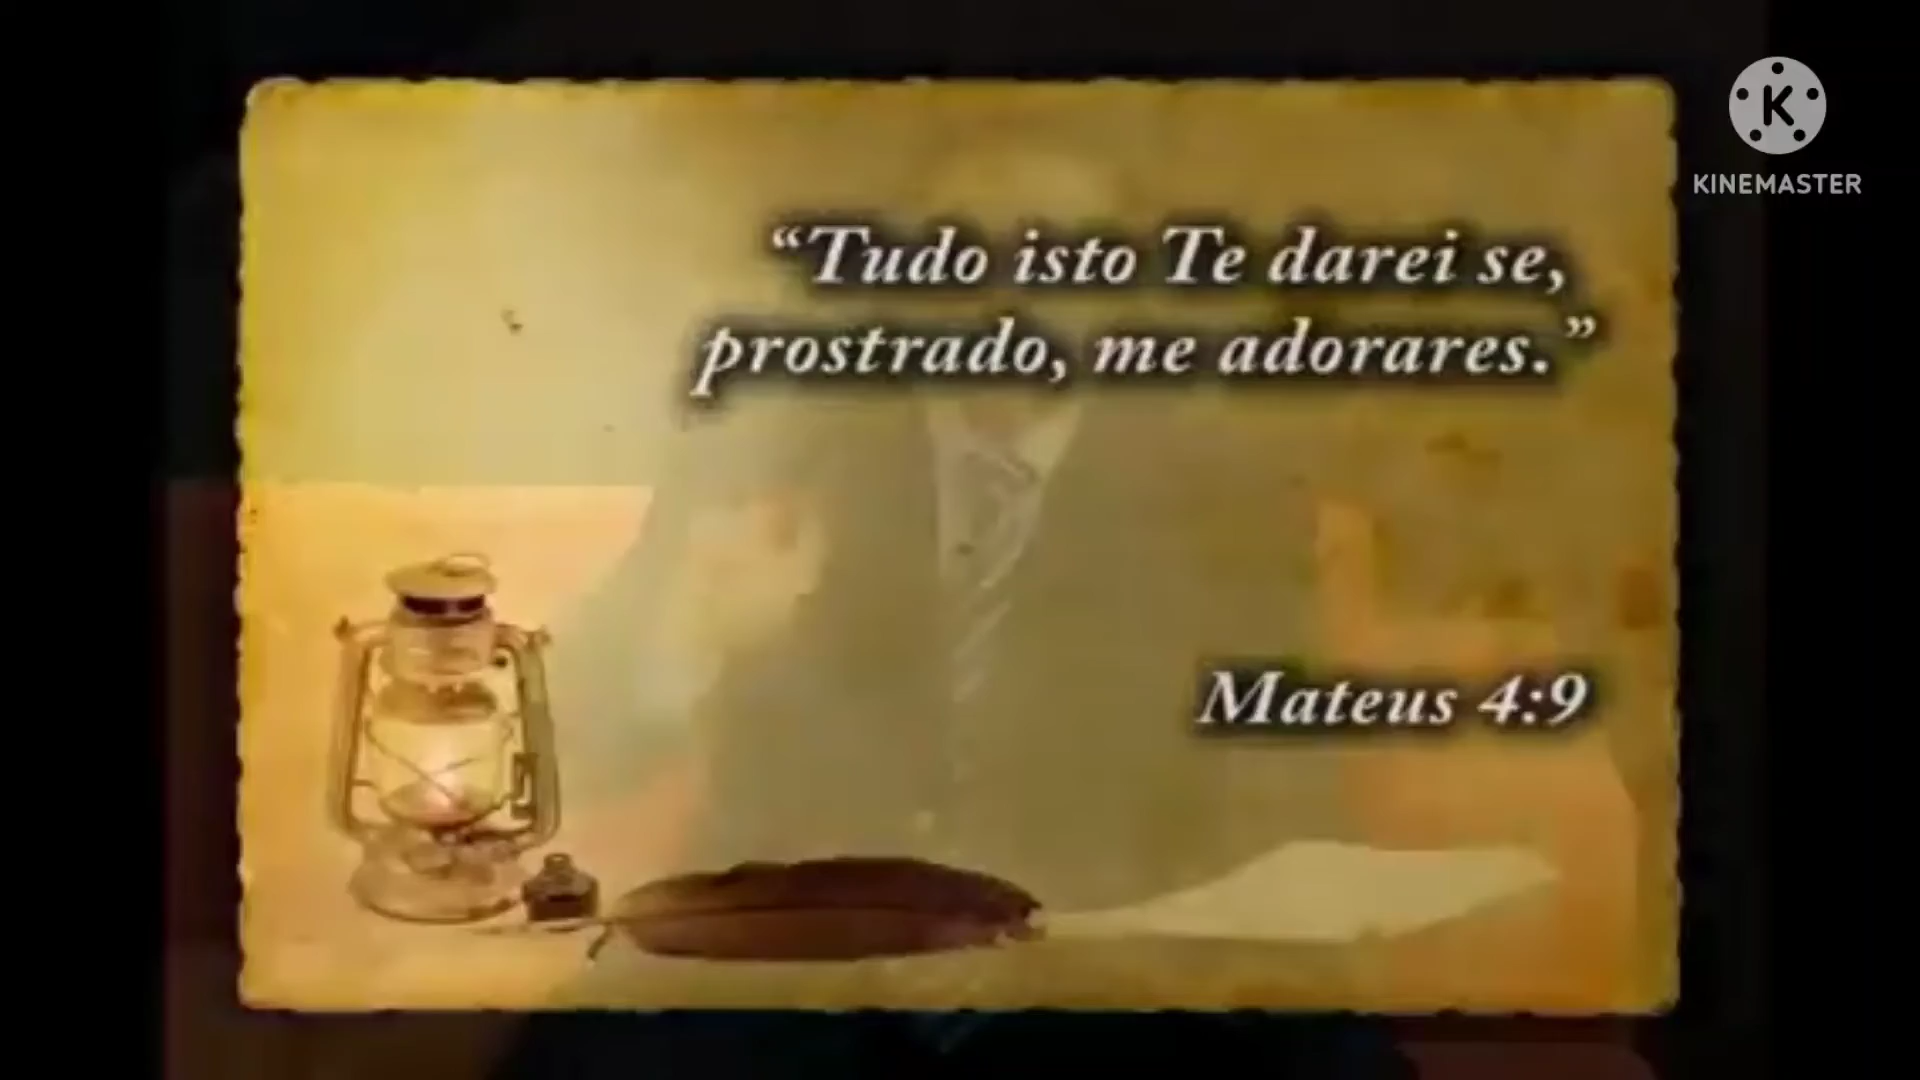 “Tudo isto Te darei se,
prostrado, me adorares.”
Mateus 4:9
K
KINEMASTER